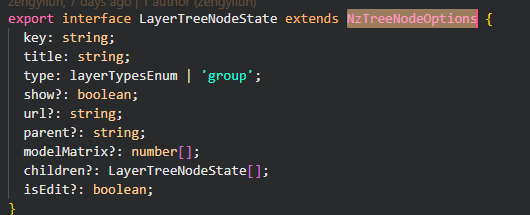 zengyilun, 7 days ago | 1 author (zengyilun)
export interface LayerTreeNodeState extends NzTreeNodeOptions {
key: string;
title: string;
type: layerTypesEnum | 'group';
show?: boolean;
url?: string;
parent?: string;
modelMatrix?: number[];
children?: LayerTreeNodeState[];
isEdit?: boolean;
}